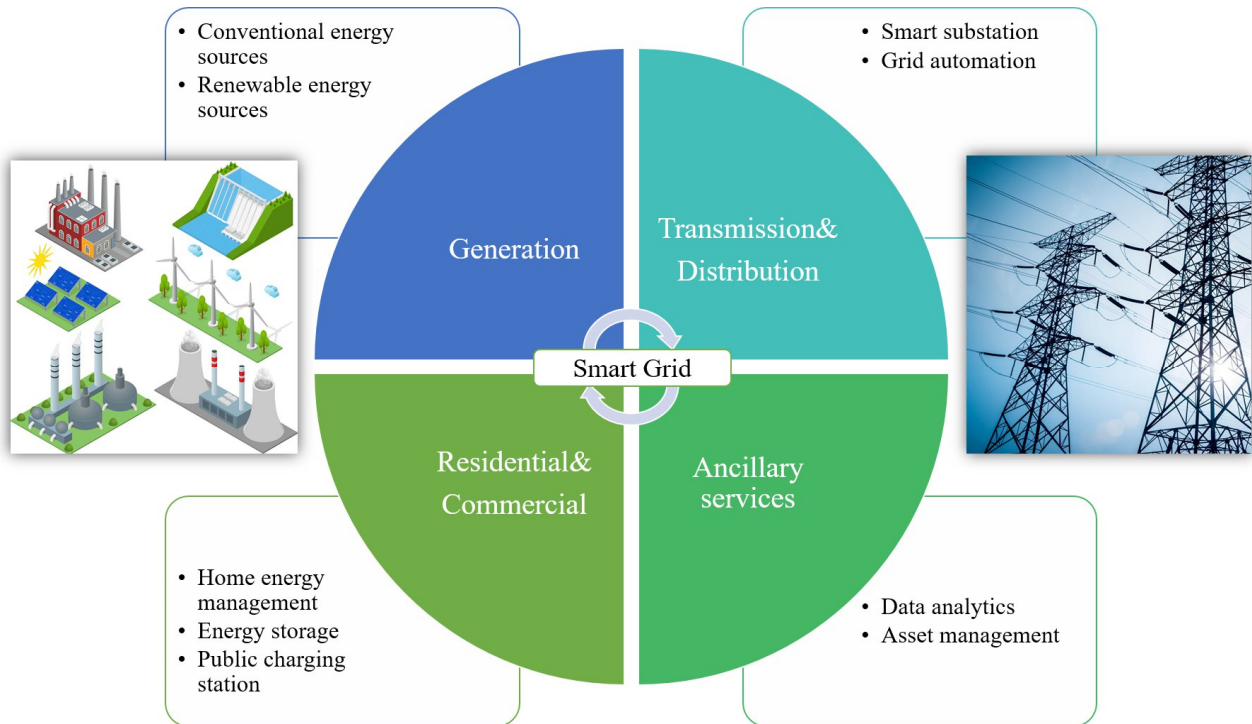 • Conventional energy
sources
• Renewable energy
sources
• Smart substation
• Grid automation
Generation
Transmission&
Distribution
Smart Grid
Residential&
Commercial
Ancillary
services
• Home energy
management
• Energy storage
• Public charging
station
• Data analytics
• Asset management